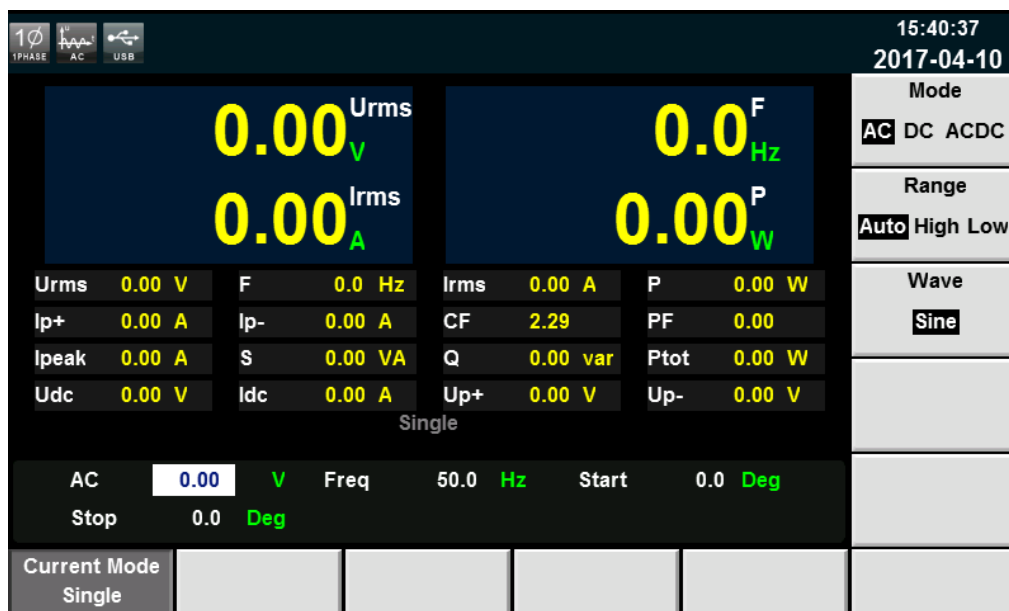 1Ø
1PHASE
U
t
AC
USB
15:40:37
2017-04-10
0.00 Urms V
0.0 F Hz
0.00 Irms A
0.00 P W
Mode
AC DC ACDC
Range
Auto High Low
Wave
Sine
Urms 0.00 V F 0.0 Hz Irms 0.00 A P 0.00 W
Ip+ 0.00 A Ip- 0.00 A CF 2.29 PF 0.00
Ipeak 0.00 A S 0.00 VA Q 0.00 var Ptot 0.00 W
Udc 0.00 V Idc 0.00 A Up+ 0.00 V Up- 0.00 V
Single
AC 0.00 V Freq 50.0 Hz Start 0.0 Deg
Stop 0.0 Deg
Current Mode
Single